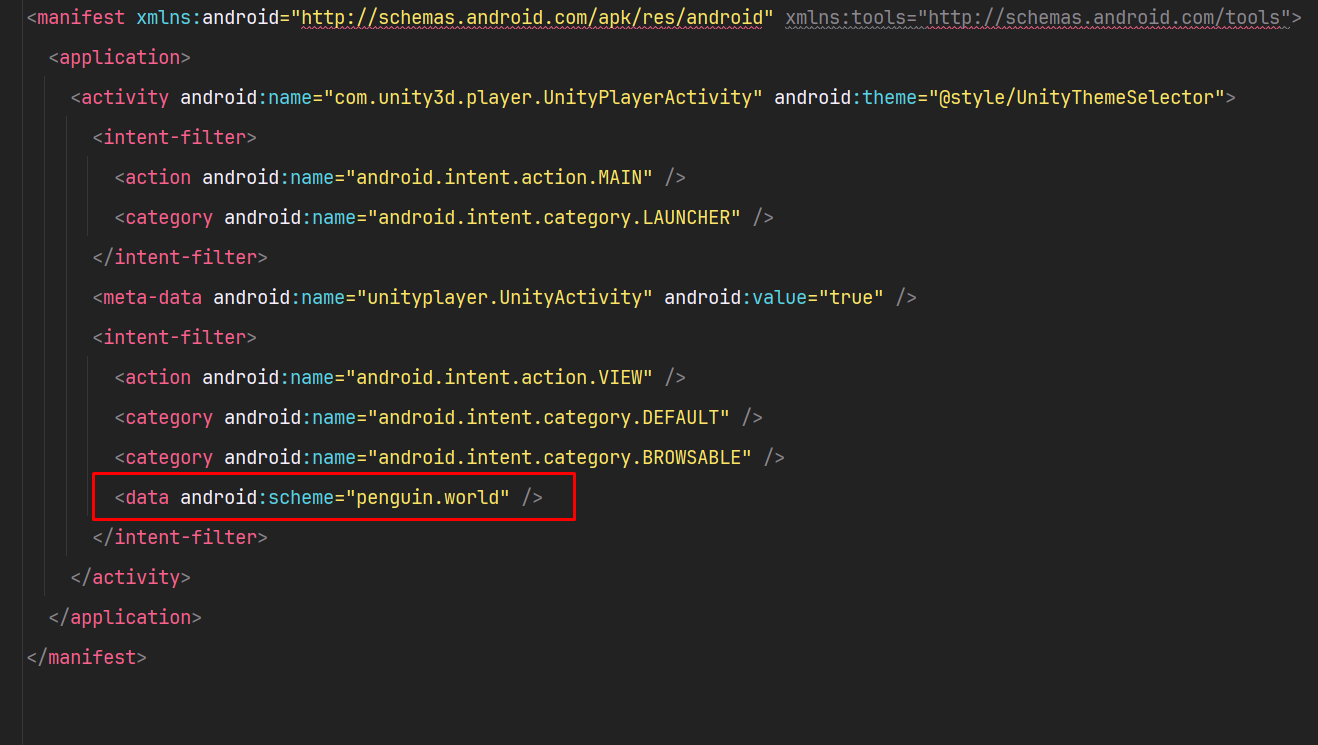 <manifest xmlns:android="http://schemas.android.com/apk/res/android" xmlns:tools="http://schemas.android.com/tools">
<application>
<activity android:name="com.unity3d.player.UnityPlayerActivity" android:theme="@style/UnityThemeSelector">
<intent-filter>
<action android:name="android.intent.action.MAIN" />
<category android:name="android.intent.category.LAUNCHER" />
</intent-filter>
<meta-data android:name="unityplayer.UnityActivity" android:value="true" />
<intent-filter>
<action android:name="android.intent.action.VIEW" />
<category android:name="android.intent.category.DEFAULT" />
<category android:name="android.intent.category.BROWSABLE" />
<data android:scheme="penguin.world" />
</intent-filter>
</activity>
</application>
</manifest>